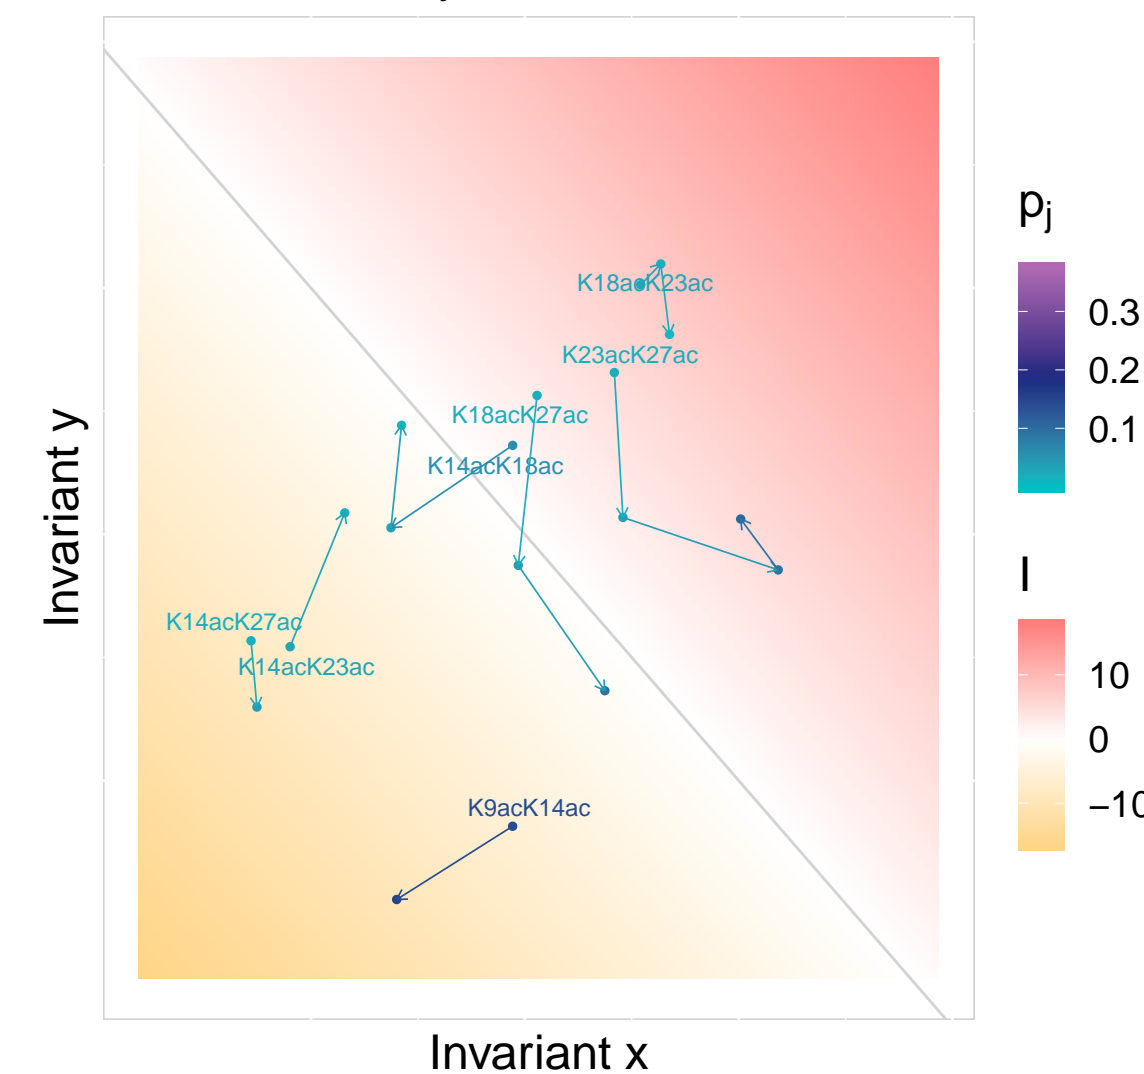 Invariant y
K18acK23ac
K23acK27ac
K18acK27ac
K14acK18ac
K14acK27ac
K14acK23ac
K9acK14ac
Invariant x
pj
0.3
0.2
0.1
I
10
0
−10